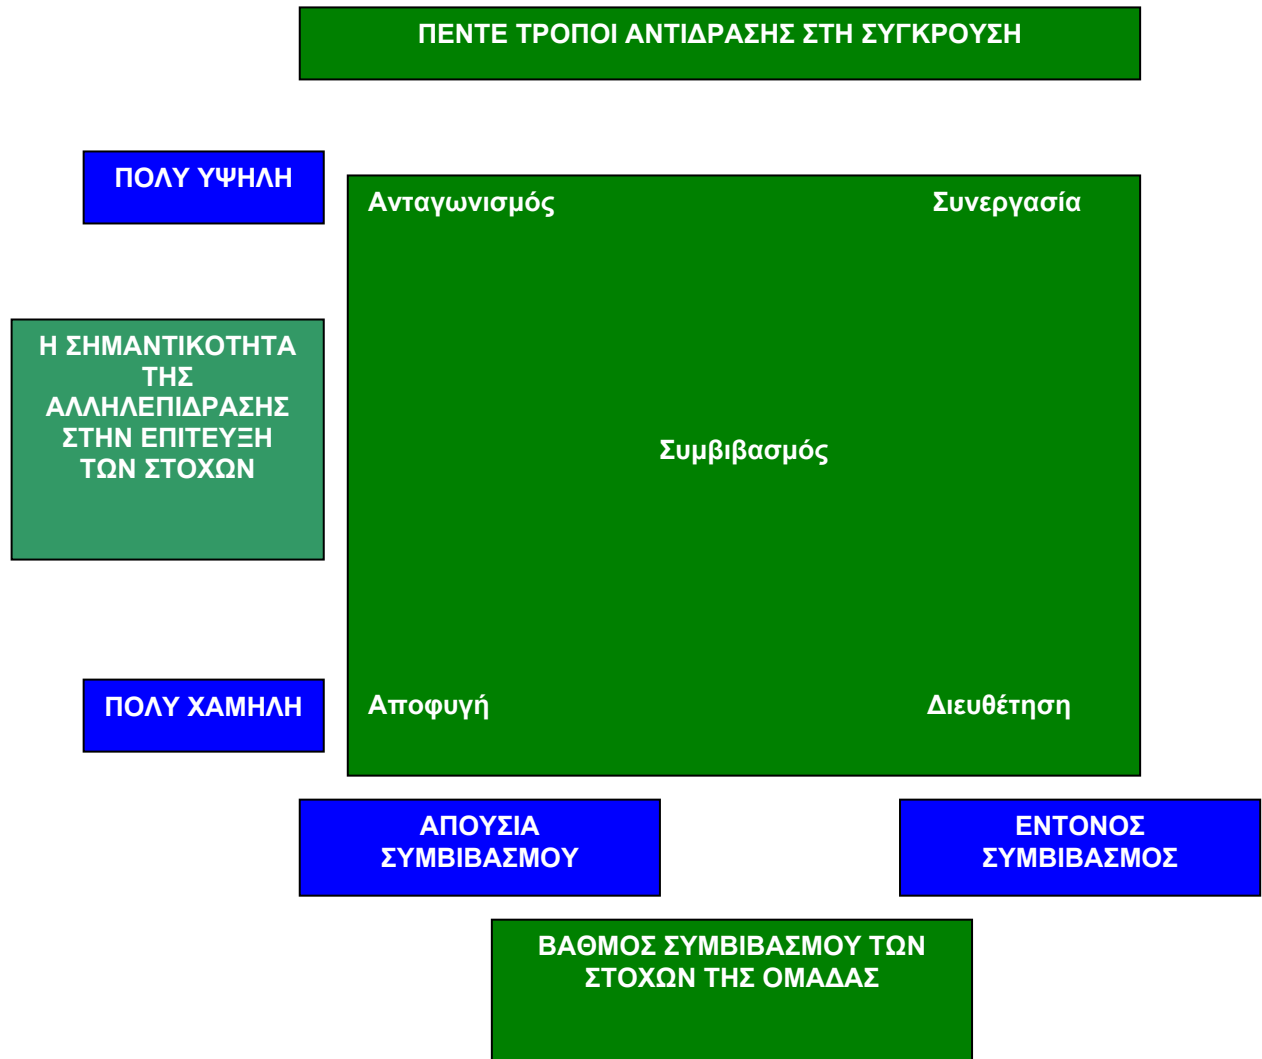 ΠΕΝΤΕ ΤΡΟΠΟΙ ΑΝΤΙΔΡΑΣΗΣ ΣΤΗ ΣΥΓΚΡΟΥΣΗ
ΠΟΛΥ ΥΨΗΛΗ
Ανταγωνισμός
Συνεργασία
Η ΣΗΜΑΝΤΙΚΟΤΗΤΑ
ΤΗΣ
ΑΛΛΗΛΕΠΙΔΡΑΣΗΣ
ΣΤΗΝ ΕΠΙΤΕΥΞΗ
ΤΩΝ ΣΤΟΧΩΝ
Συμβιβασμός
ΠΟΛΥ ΧΑΜΗΛΗ
Αποφυγή
Διευθέτηση
ΑΠΟΥΣΙΑ
ΣΥΜΒΙΒΑΣΜΟΥ
ΕΝΤΟΝΟΣ
ΣΥΜΒΙΒΑΣΜΟΣ
ΒΑΘΜΟΣ ΣΥΜΒΙΒΑΣΜΟΥ ΤΩΝ
ΣΤΟΧΩΝ ΤΗΣ ΟΜΑΔΑΣ